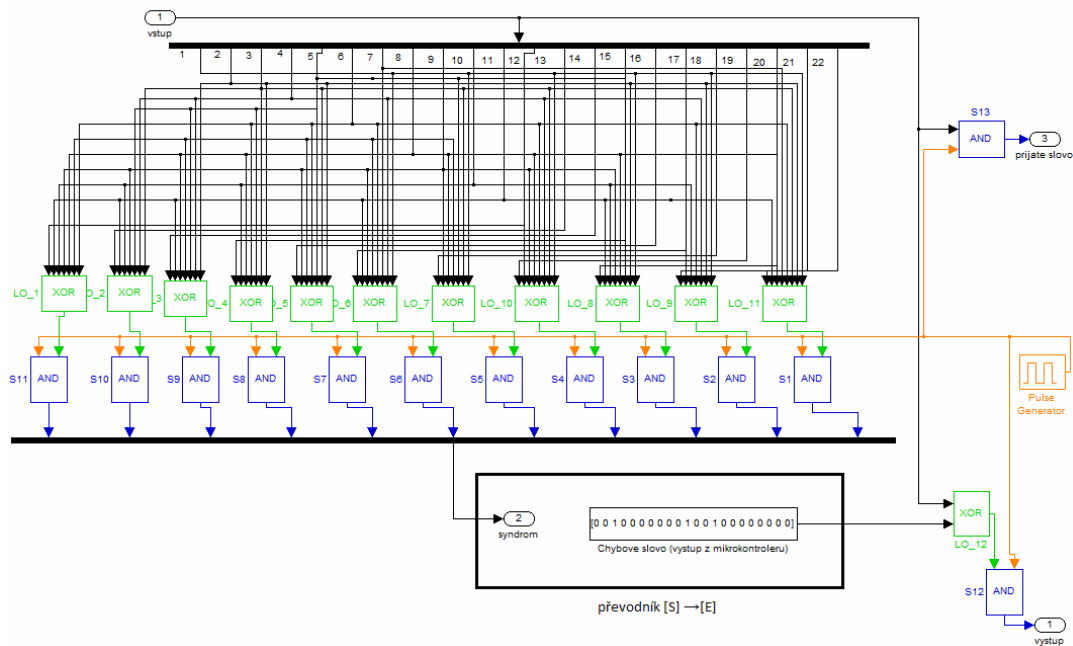 1
vstup
1 2 3 4 5 6 7 8 9 10 11 12 13 14 15 16 17 18 19 20 21 22
S13
AND
3
prijate slovo
XOR XOR XOR XOR XOR XOR XOR XOR XOR XOR XOR
LO_1 O_2 _3 O_4 O_5 O_6 LO_7 LO_10 LO_8 LO_9 LO_11
S11 AND S10 AND S9 AND S8 AND S7 AND S6 AND S5 AND S4 AND S3 AND S2 AND S1 AND
Pulse
Generator
2
syndrom
[0 0 1 0 0 0 0 0 0 0 1 0 0 1 0 0 0 0 0 0 0 0]
Chybove slovo (vystup z mikrokontroleru)
XOR
LO_12
převodník [S] →[E]
S12 AND
1
vystup